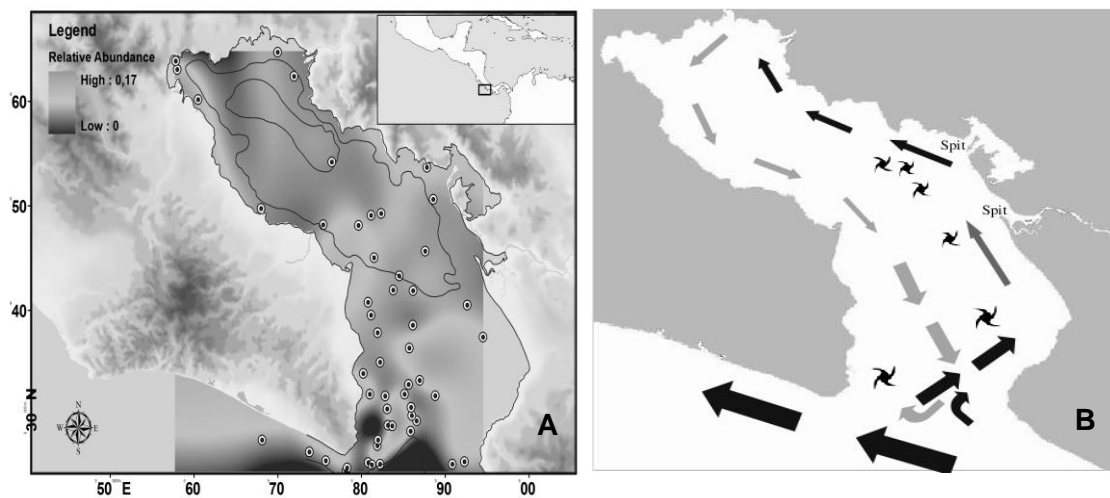 Legend
Relative Abundance
High : 0,17
Low : 0
60
50
40
30 N
N
W E
S
A
50 E
60
70
80
90
00
Spit
Spit
B